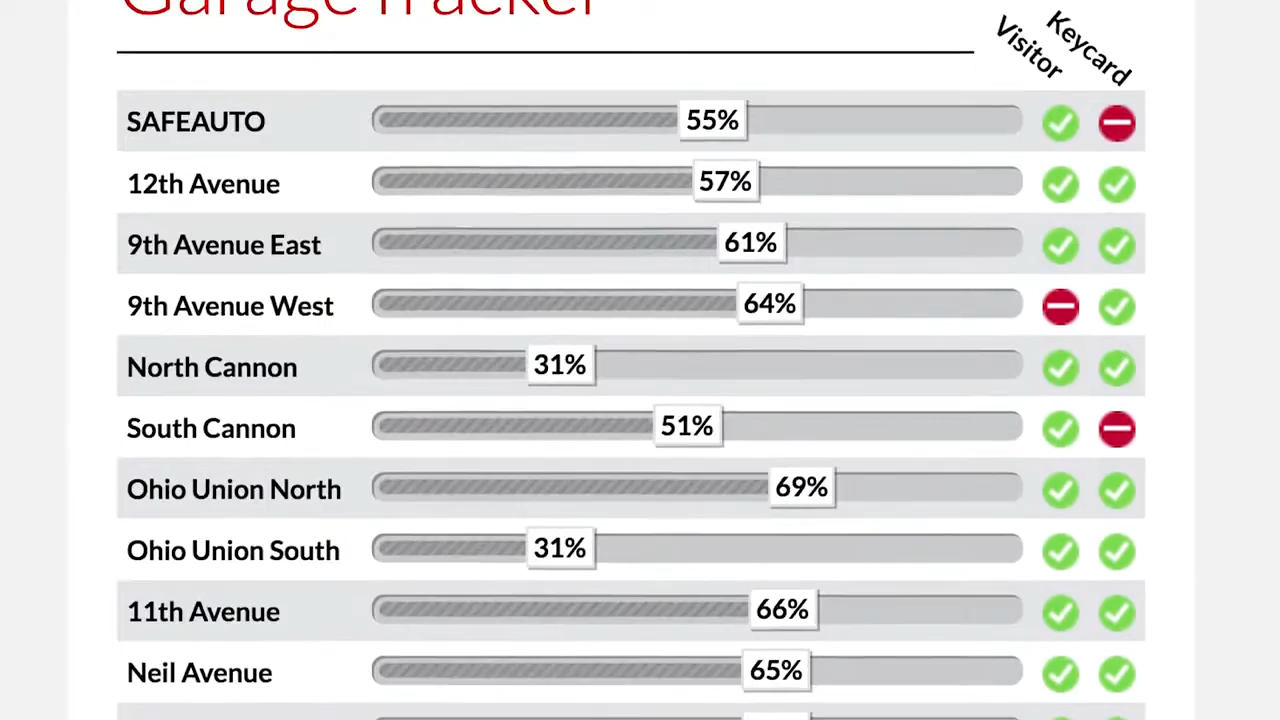 GarageTracker
Visitor
Keycard
SAFEAUTO 55%
12th Avenue 57%
9th Avenue East 61%
9th Avenue West 64%
North Cannon 31%
South Cannon 51%
Ohio Union North 69%
Ohio Union South 31%
11th Avenue 66%
Neil Avenue 65%